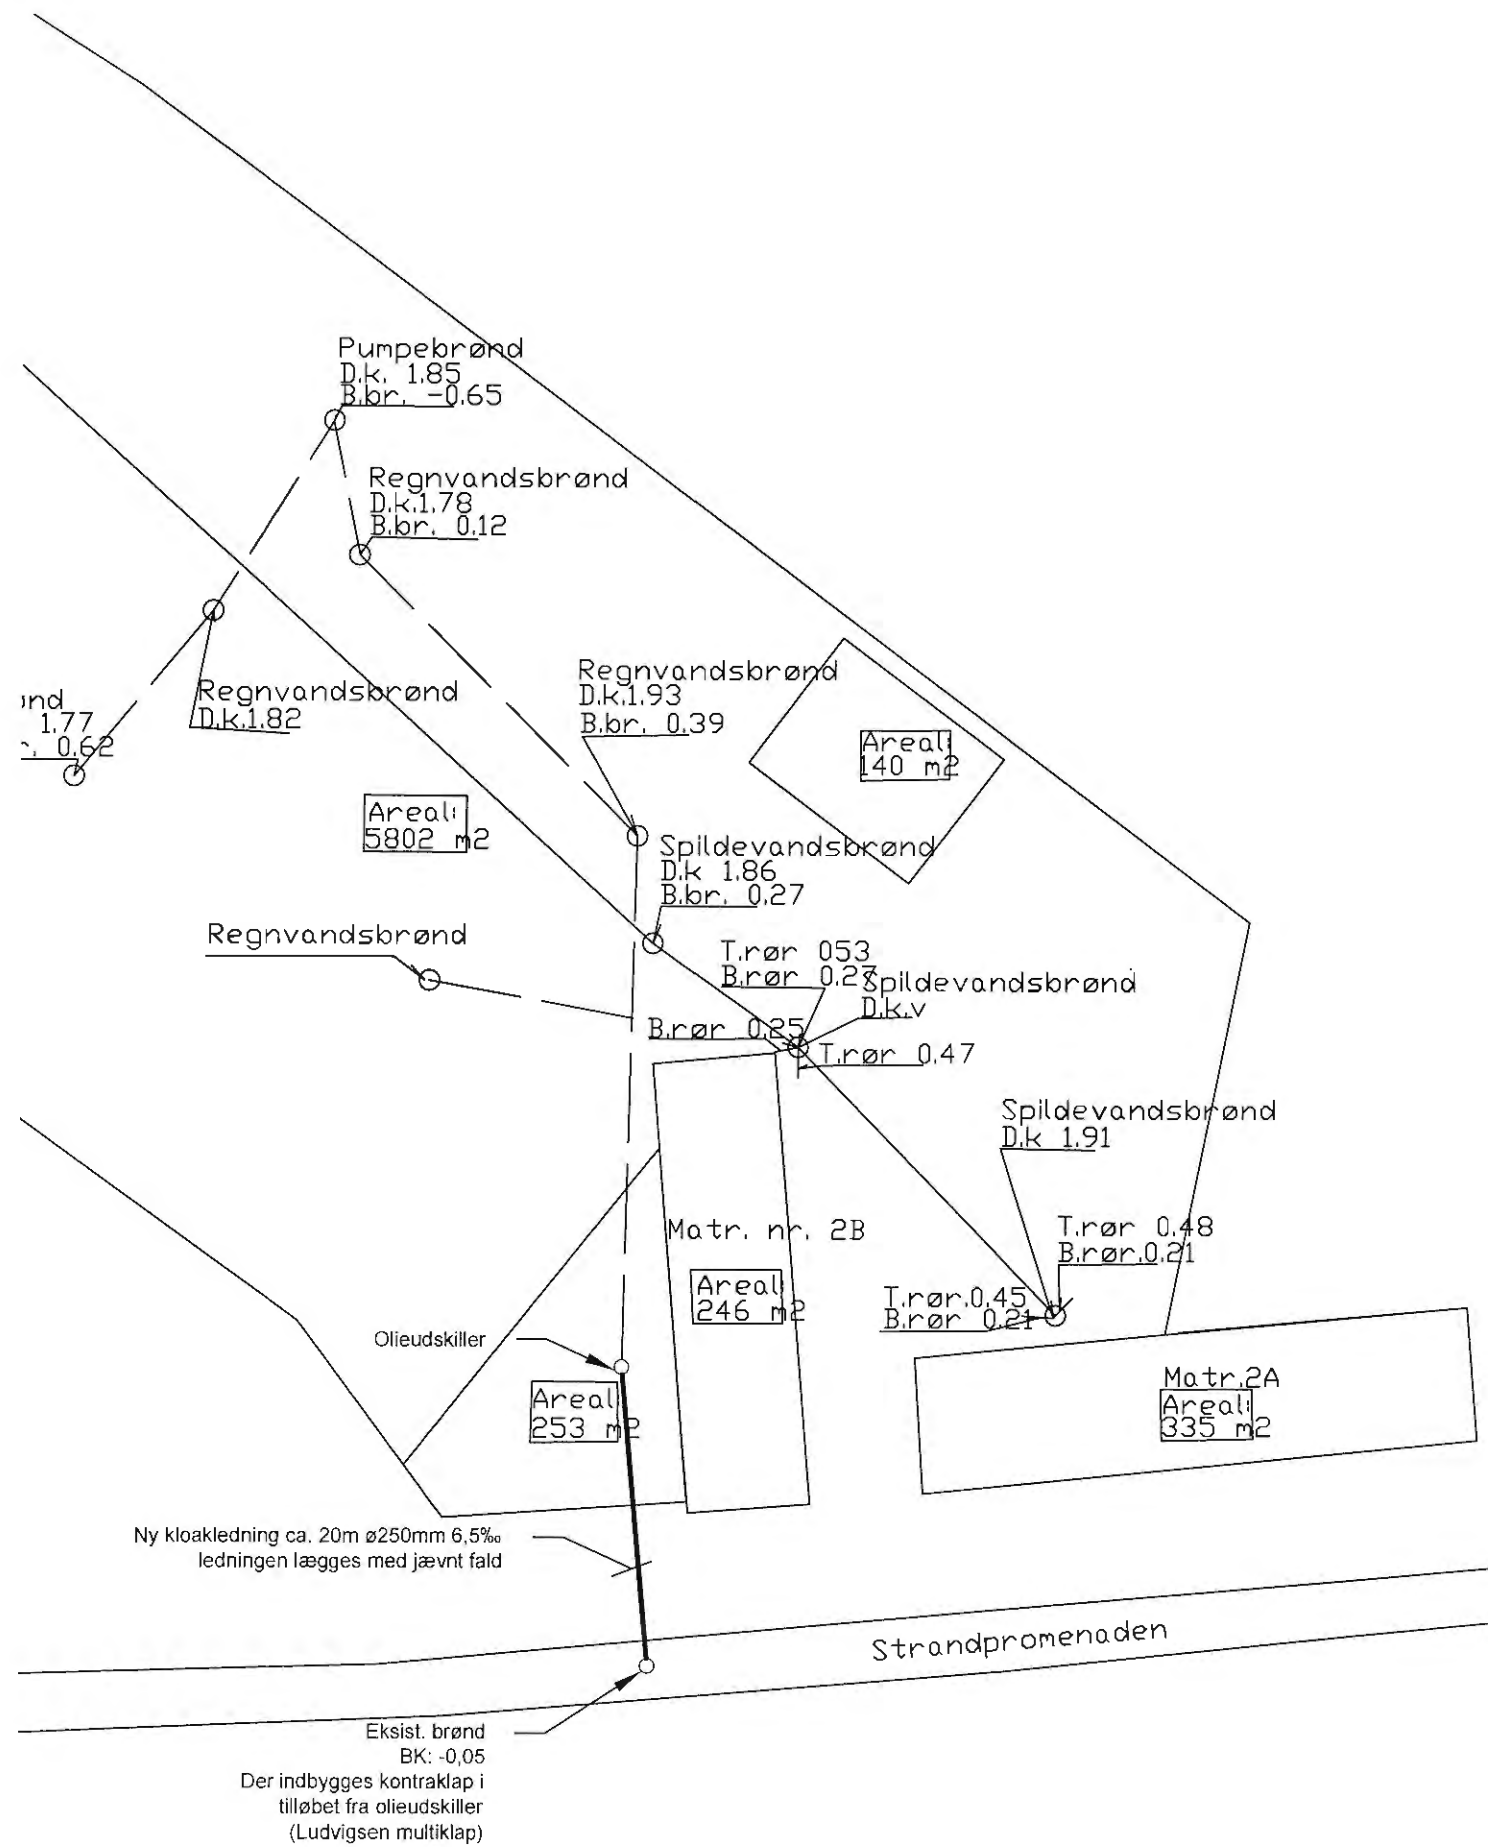 Pumpebrønd
D.k. 1.85
B.br. -0.65
Regnvandsbrønd
D.k.1.78
B.br. 0.12
Regnvandsbrønd
D.k.1.82
1.77
0.62
Regnvandsbrønd
D.k.1.93
B.br. 0.39
Areal:
140 m2
Areal:
5802 m2
Spildevandsbrønd
D.k 1.86
B.br. 0.27
Regnvandsbrønd
T.rør 053
B.rør 0.27
Spildevandsbrønd
D.k.v
B.rør 0.25
T.rør 0.47
Spildevandsbrønd
D.k 1.91
T.rør 0.48
B.rør.0.21
T.rør.0.45
B.rør 0.21
Matr. nr. 2B
Areal:
246 m2
Olieudskiller
Areal:
253 m2
Matr.2A
Areal:
335 m2
Ny kloakledning ca. 20m ø250mm 6,5‰
ledningen lægges med jævnt fald
Strandpromenaden
Eksist. brønd
BK: -0,05
Der indbygges kontraklap i
tilløbet fra olieudskiller
(Ludvigsen multiklap)